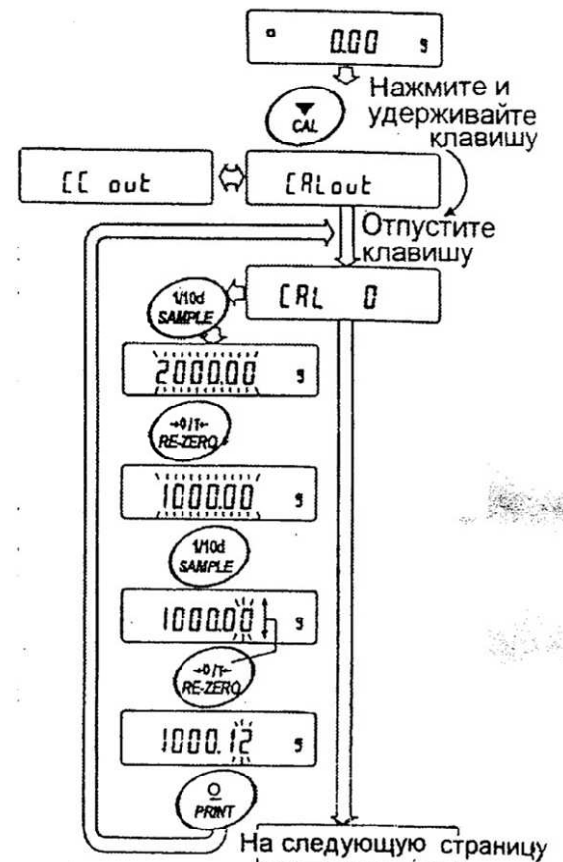 0.00 g
Нажмите и
удерживайте
клавишу
CAL
CC out
CALout
Отпустите
клавишу
CAL 0
1/10d
SAMPLE
2000.00 g
→0/T←
RE-ZERO
1000.00 g
1/10d
SAMPLE
1000.00 g
→0/T←
RE-ZERO
1000.12 g
PRINT
На следующую страницу